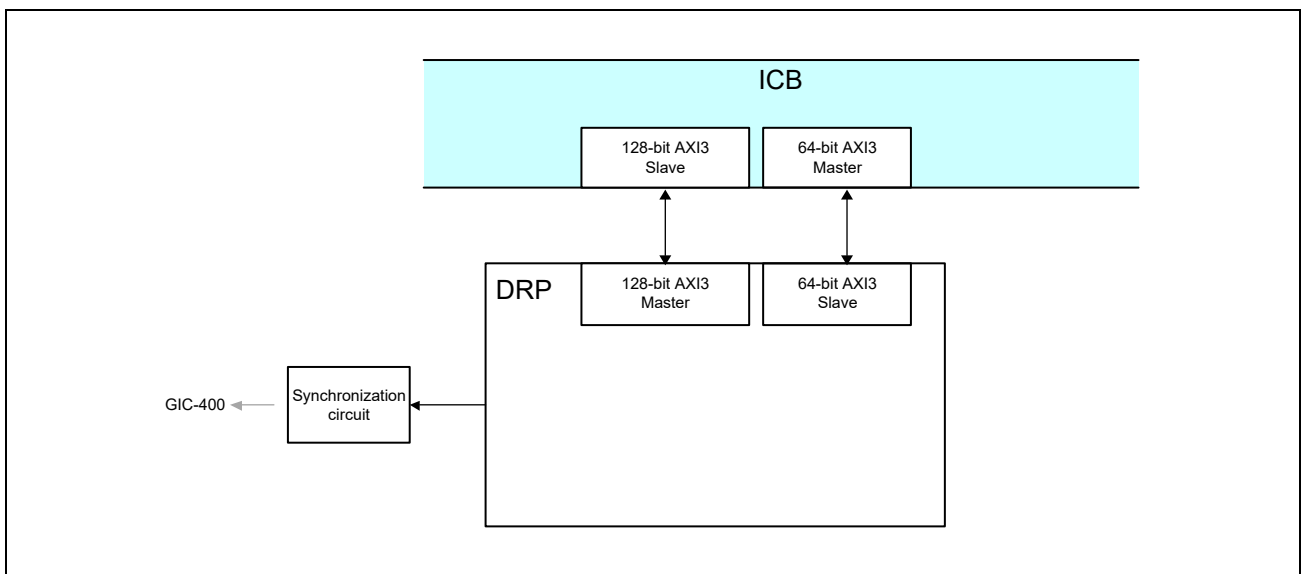 ICB
128-bit AXI3
Slave
64-bit AXI3
Master
DRP
128-bit AXI3
Master
64-bit AXI3
Slave
GIC-400
Synchronization
circuit